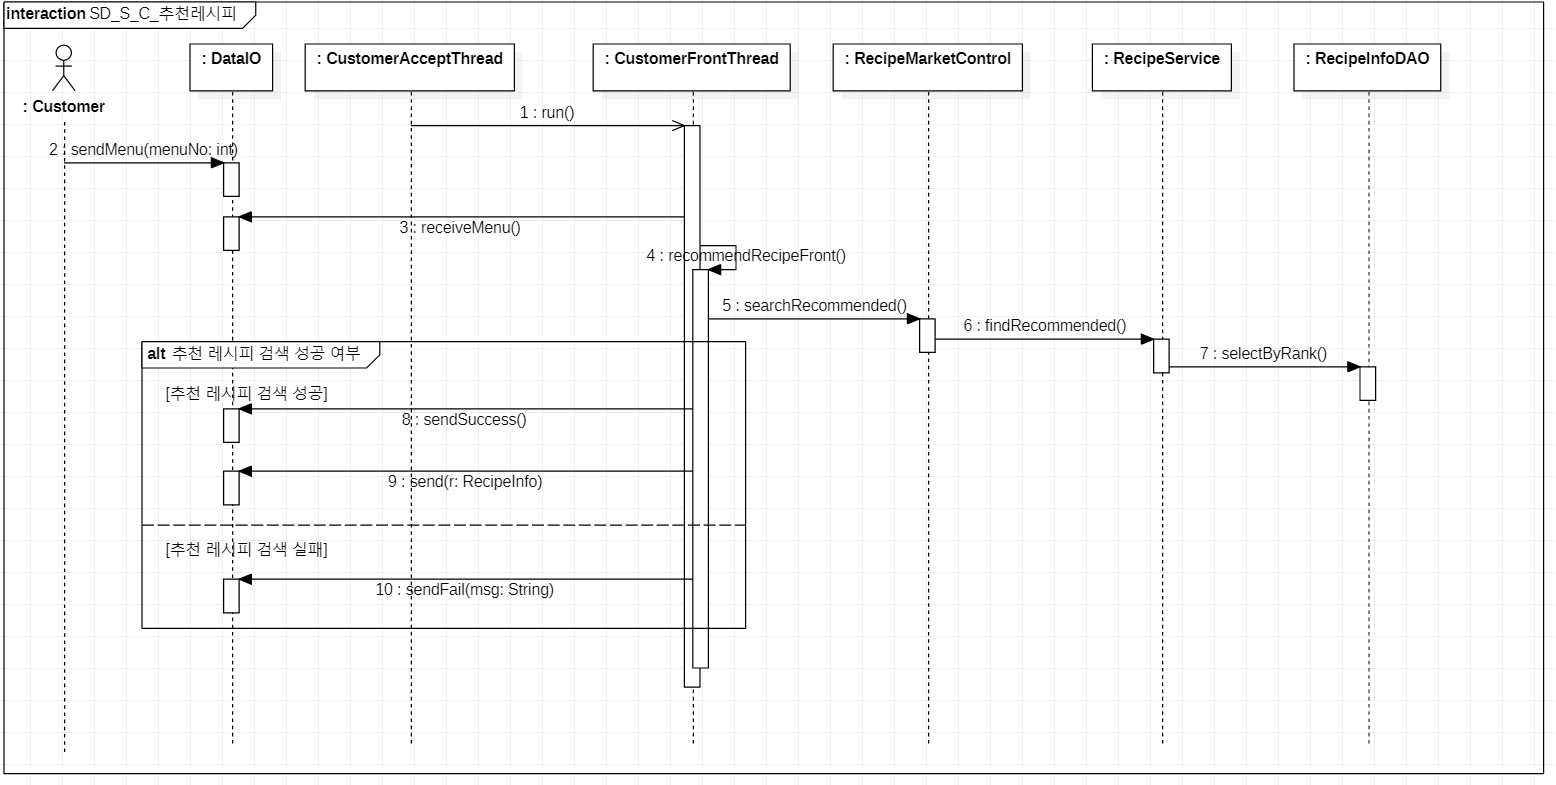 interaction SD_S_C_추천레시피
: Customer
: DataIO
: CustomerAcceptThread
: CustomerFrontThread
: RecipeMarketControl
: RecipeService
: RecipeInfoDAO
1 : run()
2 : sendMenu(menuNo: int)
3 : receiveMenu()
4 : recommendRecipeFront()
5 : searchRecommended()
6 : findRecommended()
7 : selectByRank()
alt 추천 레시피 검색 성공 여부
[추천 레시피 검색 성공]
8 : sendSuccess()
9 : send(r: RecipeInfo)
[추천 레시피 검색 실패]
10 : sendFail(msg: String)